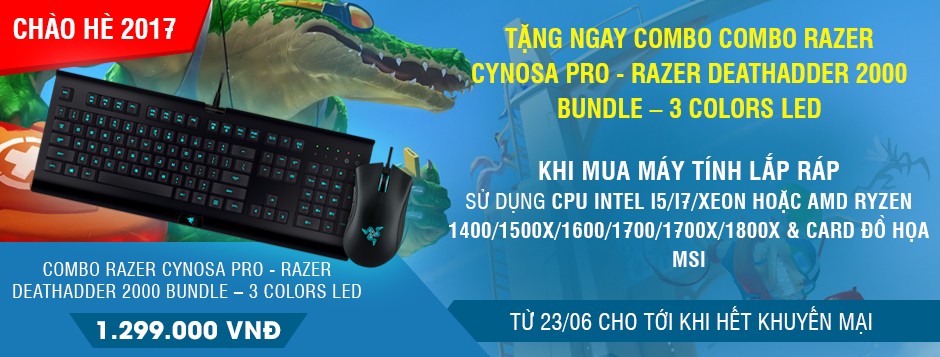 CHÀO HÈ 2017
TẶNG NGAY COMBO COMBO RAZER
CYNOSA PRO - RAZER DEATHADDER 2000
BUNDLE – 3 COLORS LED
KHI MUA MÁY TÍNH LẮP RÁP
SỬ DỤNG CPU INTEL I5/I7/XEON HOẶC AMD RYZEN
1400/1500X/1600/1700/1700X/1800X & CARD ĐỒ HỌA
MSI
COMBO RAZER CYNOSA PRO - RAZER
DEATHADDER 2000 BUNDLE – 3 COLORS LED
1.299.000 VNĐ
TỪ 23/06 CHO TỚI KHI HẾT KHUYẾN MẠI